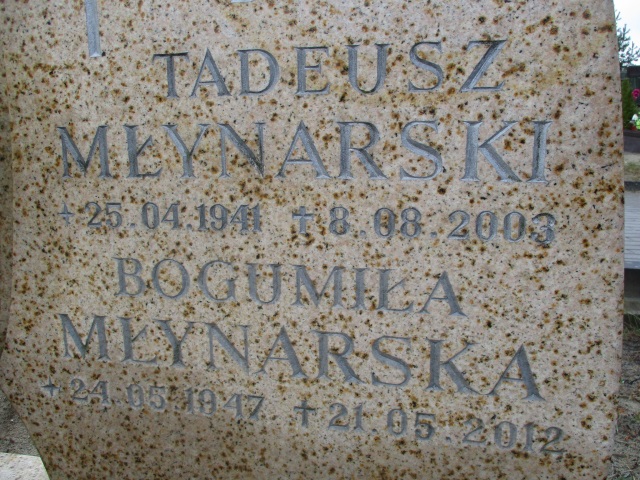 TADEUSZ
MŁYNARSKI
* 25.04.1941 † 8.08.2003
BOGUMIŁA
MŁYNARSKA
* 24.05.1947 † 21.05.2012